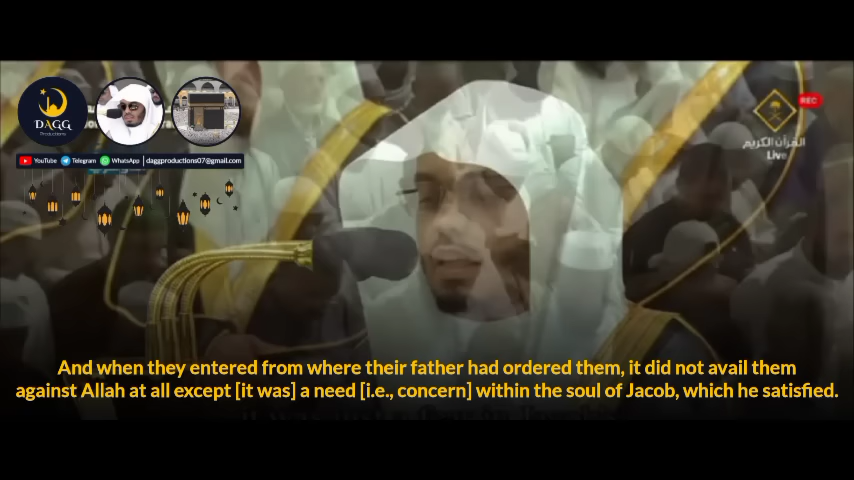 DAGG
Productions
YouTube Telegram WhatsApp daggproductions07@gmail.com
REC
القرآن الكريم
Live
And when they entered from where their father had ordered them, it did not avail them
against Allah at all except [it was] a need [i.e., concern] within the soul of Jacob, which he satisfied.